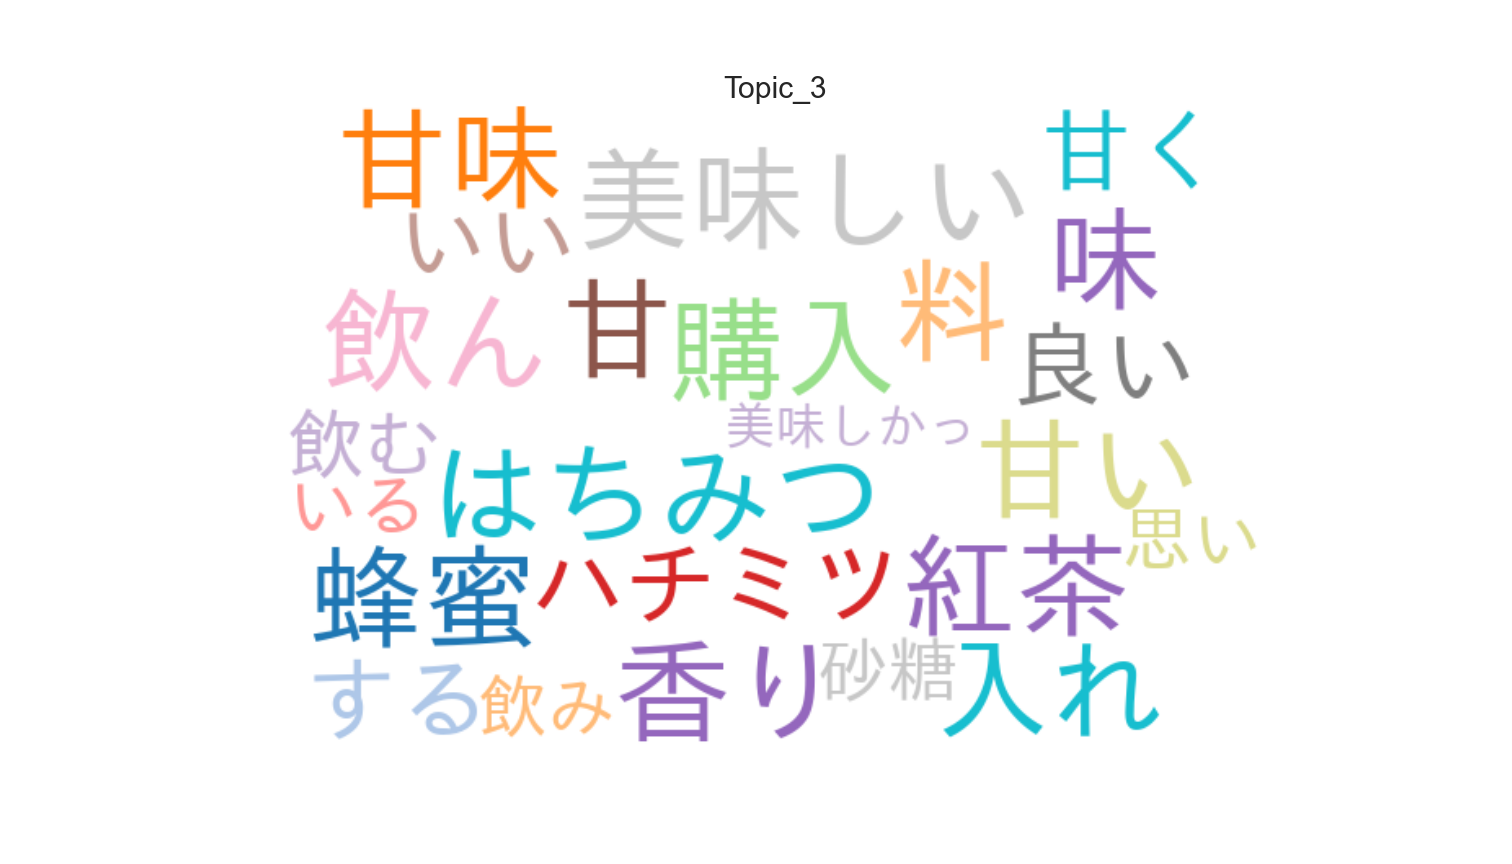 Topic_3
甘味
美味しい
甘く
いい
味
飲ん
甘
購入
料
良い
飲む
美味しかっ
甘い
いる
はちみつ
思い
蜂蜜
ハチミツ
紅茶
する
飲み
香り
砂糖
入れ